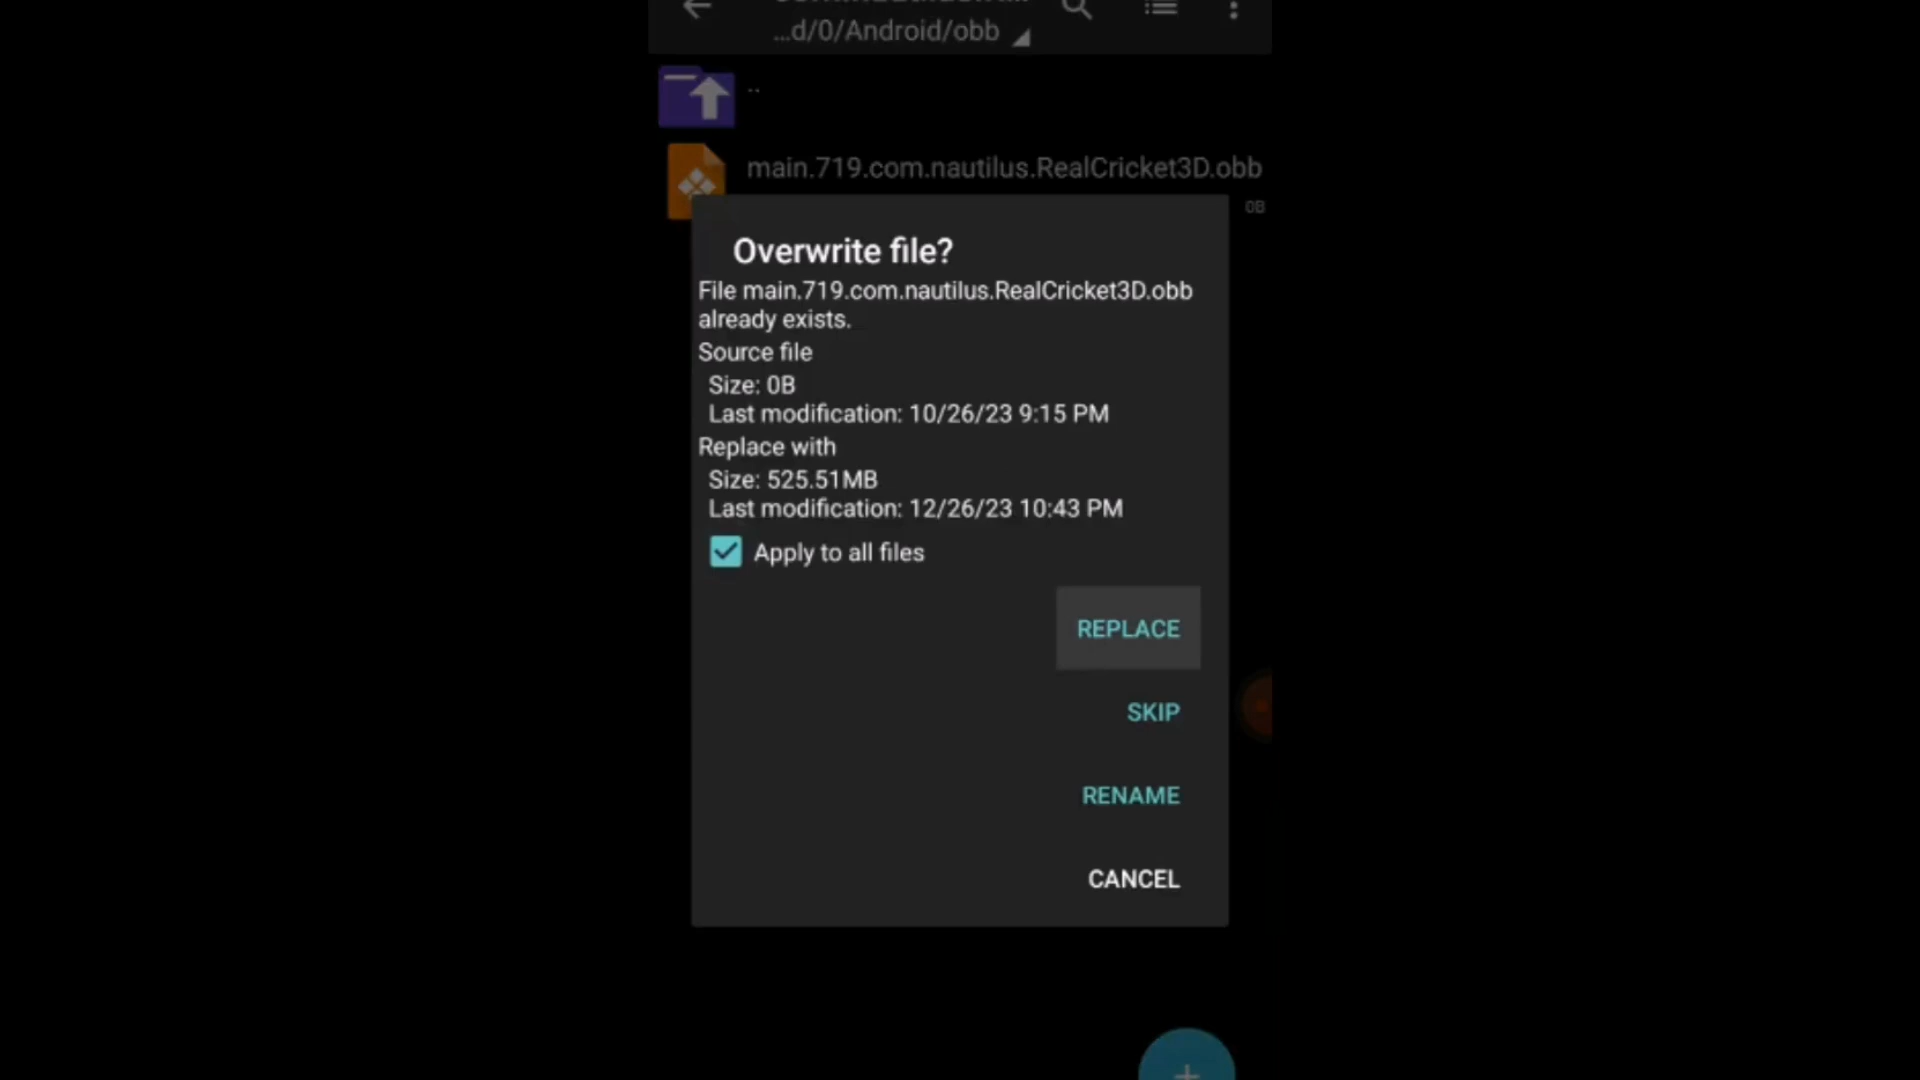 ...d/0/Android/obb
..
main.719.com.nautilus.RealCricket3D.obb
0B
Overwrite file?
File main.719.com.nautilus.RealCricket3D.obb
already exists.
Source file
Size: 0B
Last modification: 10/26/23 9:15 PM
Replace with
Size: 525.51MB
Last modification: 12/26/23 10:43 PM
Apply to all files
REPLACE
SKIP
RENAME
CANCEL